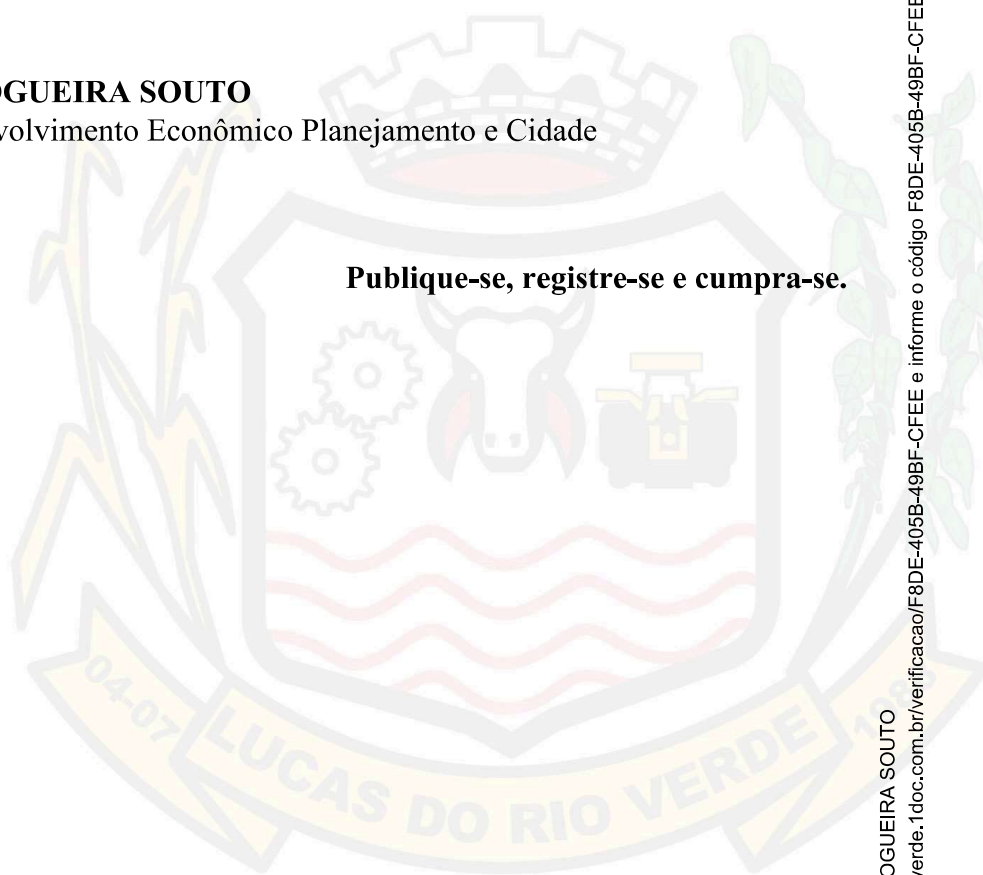 OGUEIRA SOUTO
volvimento Econômico Planejamento e Cidade
Publique-se, registre-se e cumpra-se.
04-07
LUCAS DO RIO VERDE
1988
OGUEIRA SOUTO
verde.1doc.com.br/verificacao/F8DE-405B-49BF-CFEE e informe o código F8DE-405B-49BF-CFEE